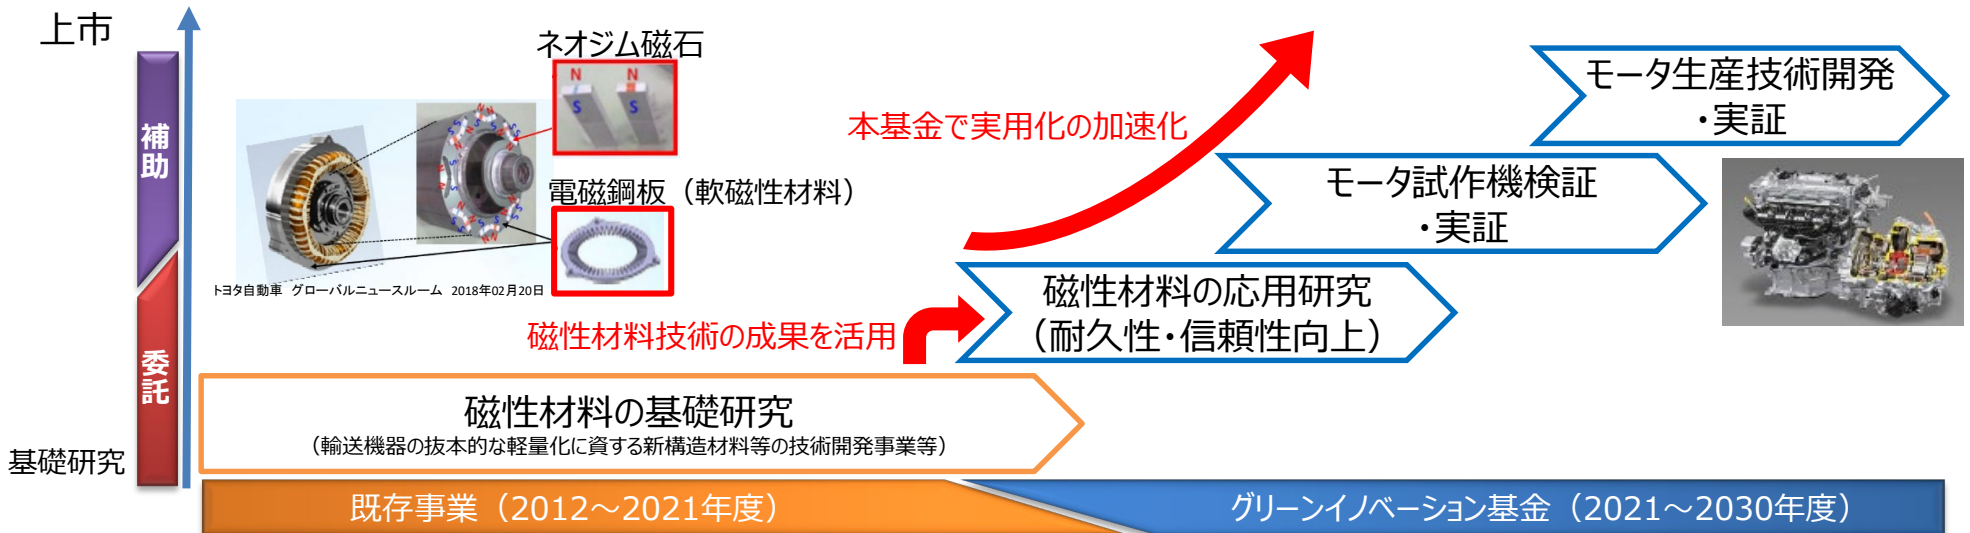 上市
補助
委託
基礎研究
ネオジム磁石
N N
S S
電磁鋼板（軟磁性材料）
トヨタ自動車 グローバルニュースルーム 2018年02月20日
本基金で実用化の加速化
磁性材料技術の成果を活用
モータ生産技術開発
・実証
モータ試作機検証
・実証
磁性材料の応用研究
（耐久性・信頼性向上）
磁性材料の基礎研究
（輸送機器の抜本的な軽量化に資する新構造材料等の技術開発事業等）
既存事業（2012～2021年度）
グリーンイノベーション基金（2021～2030年度）